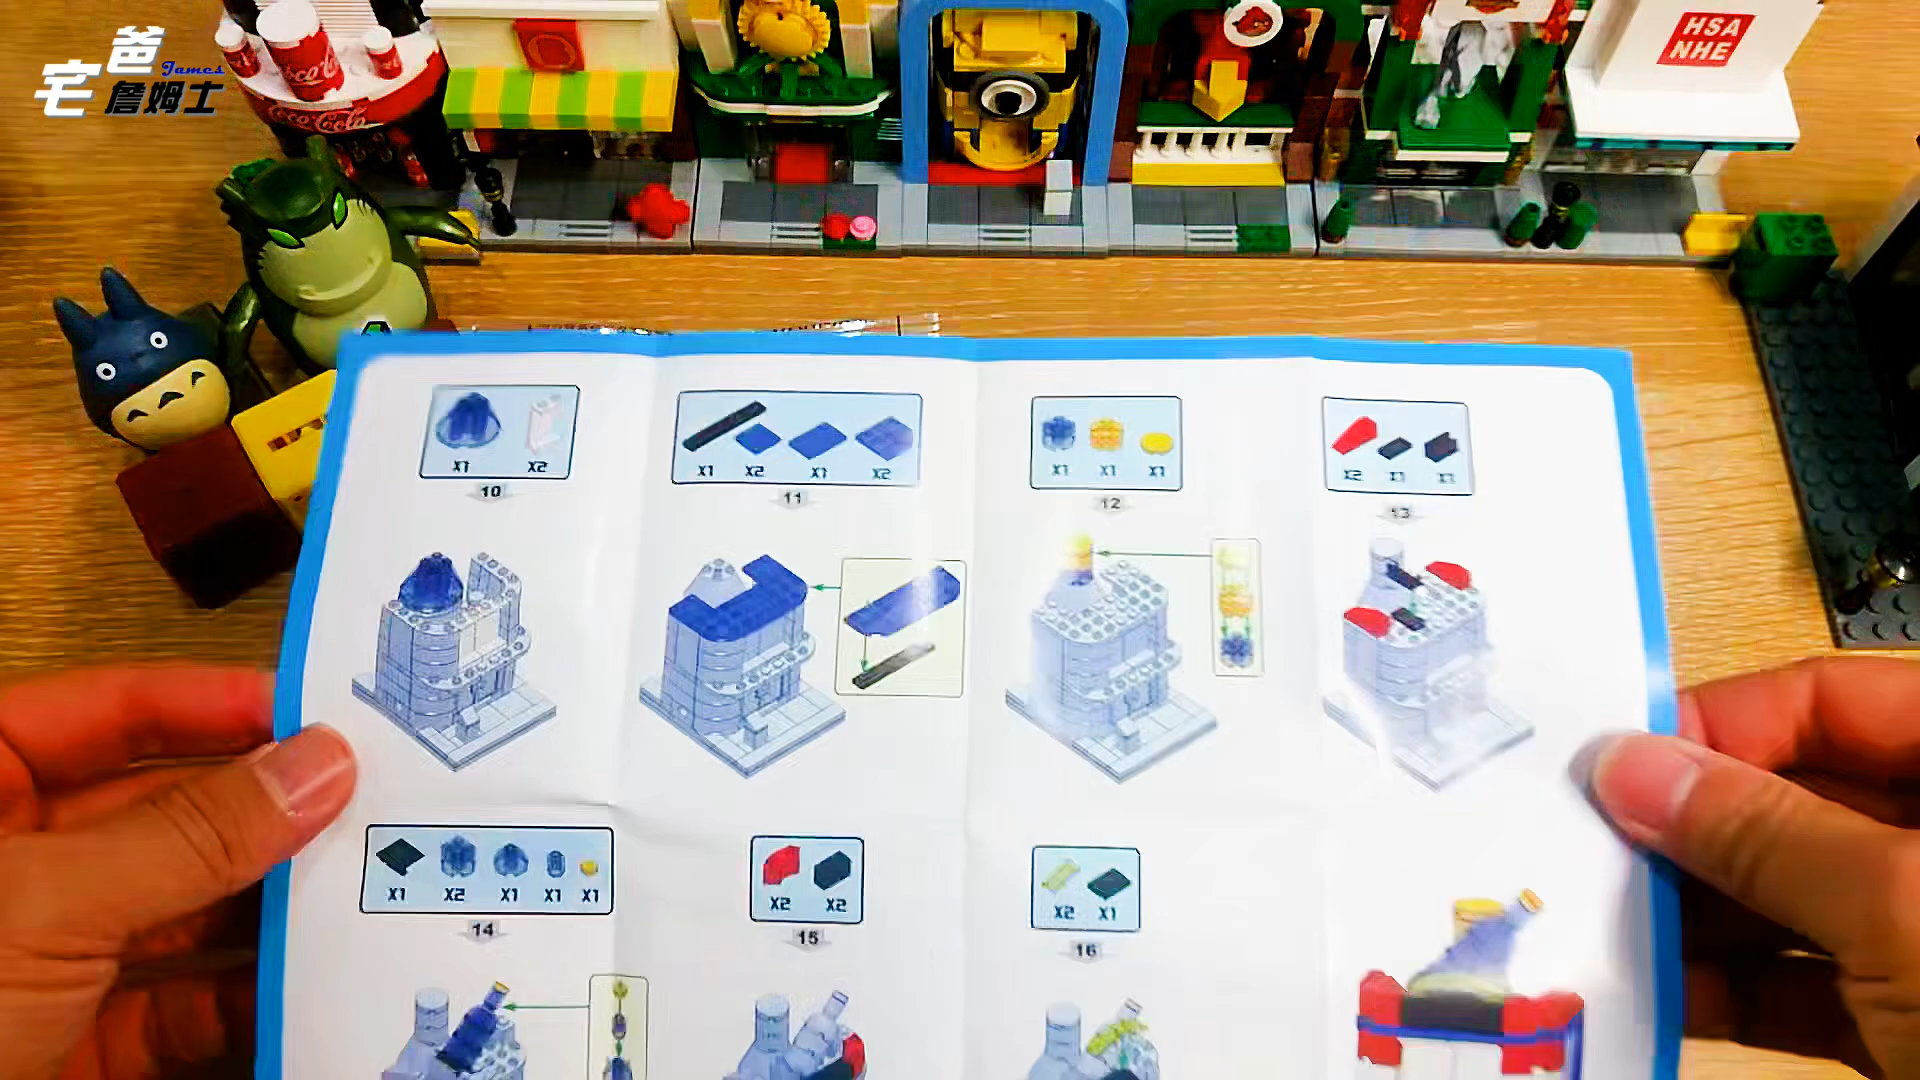 宅爸
James
詹姆士
Coca-Cola
HSA
NHE
X1 X2
10
X1 X2 X1 X2
11
X1 X1 X1
12
X2 X1
13
X1 X2 X1 X1 X1
14
X2 X2
15
X2 X1
16